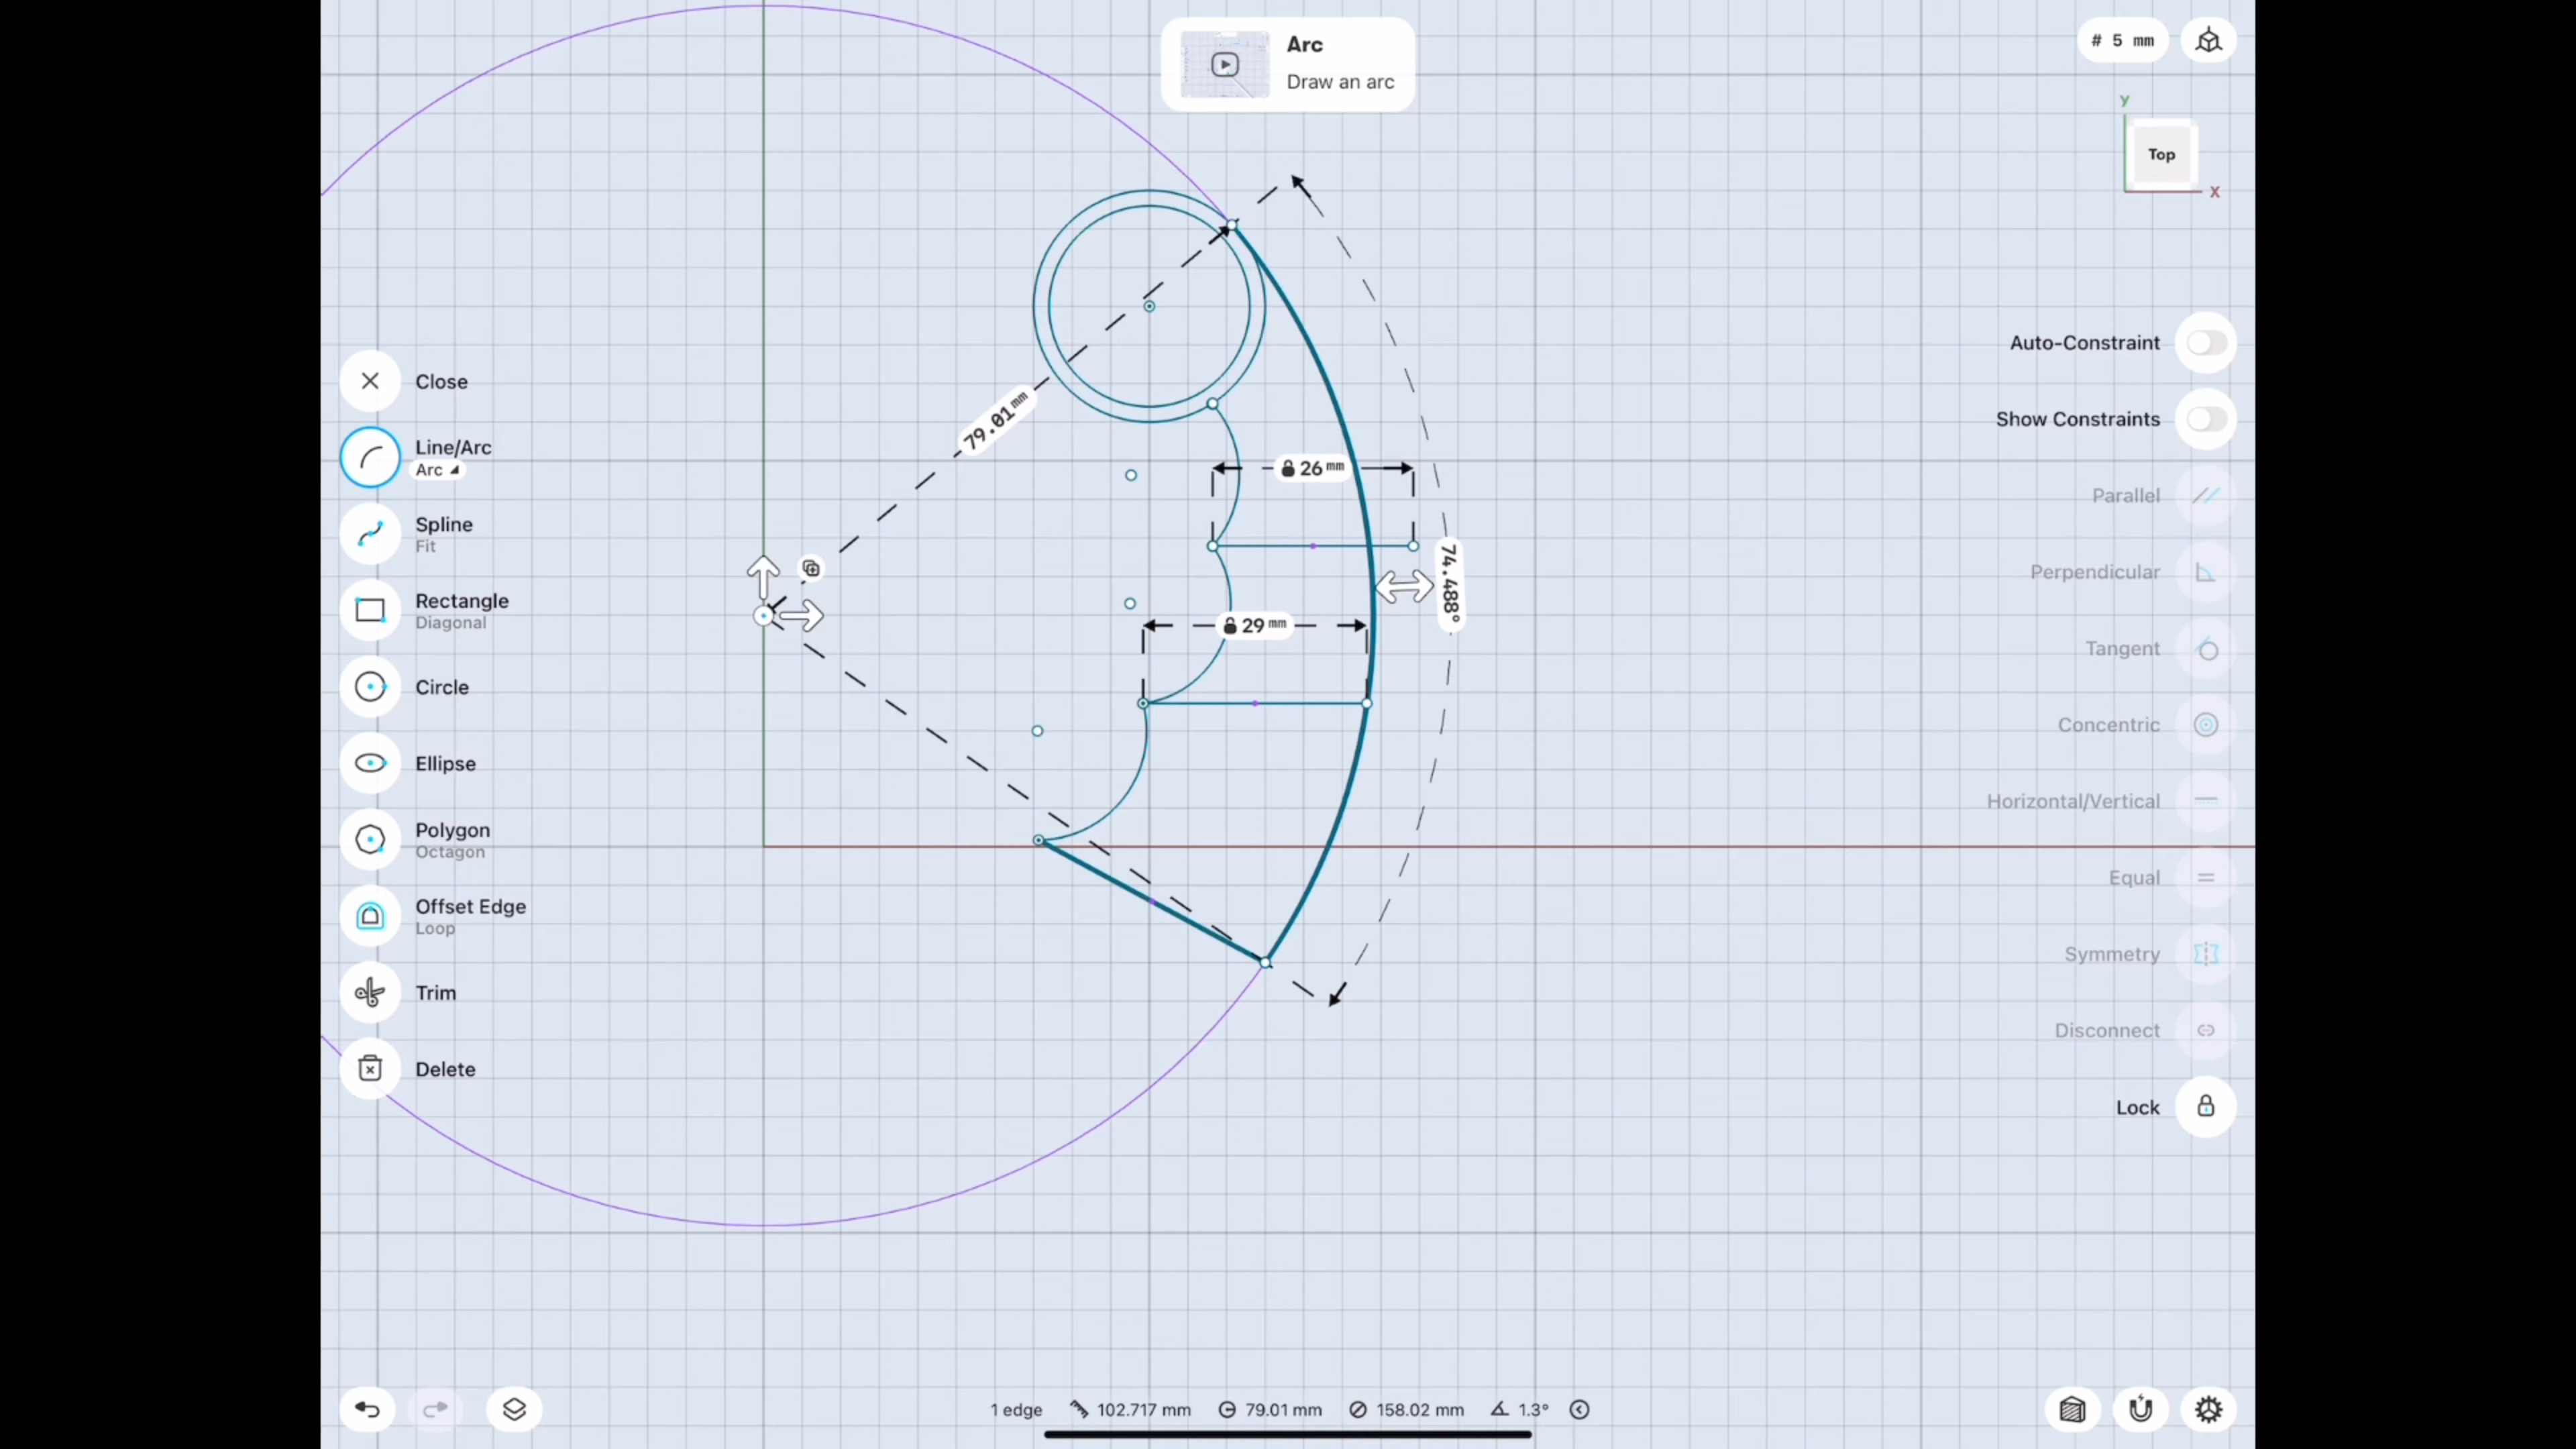 Arc
Draw an arc
# 5 mm
Y
Top
X
Auto-Constraint
Show Constraints
Parallel
Perpendicular
Tangent
Concentric
Horizontal/Vertical
Equal
Symmetry
Disconnect
Lock
Close
Line/Arc
Arc
Spline
Fit
Rectangle
Diagonal
Circle
Ellipse
Polygon
Octagon
Offset Edge
Loop
Trim
Delete
79.01 mm
26 mm
74.488°
29 mm
1 edge 102.717 mm 79.01 mm 158.02 mm 1.3°